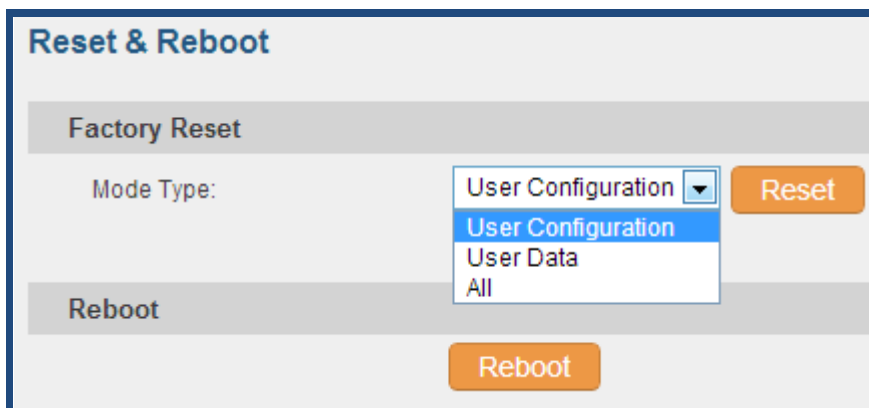 Reset & Reboot
Factory Reset
Mode Type:
User Configuration
Reset
User Configuration
User Data
All
Reboot
Reboot